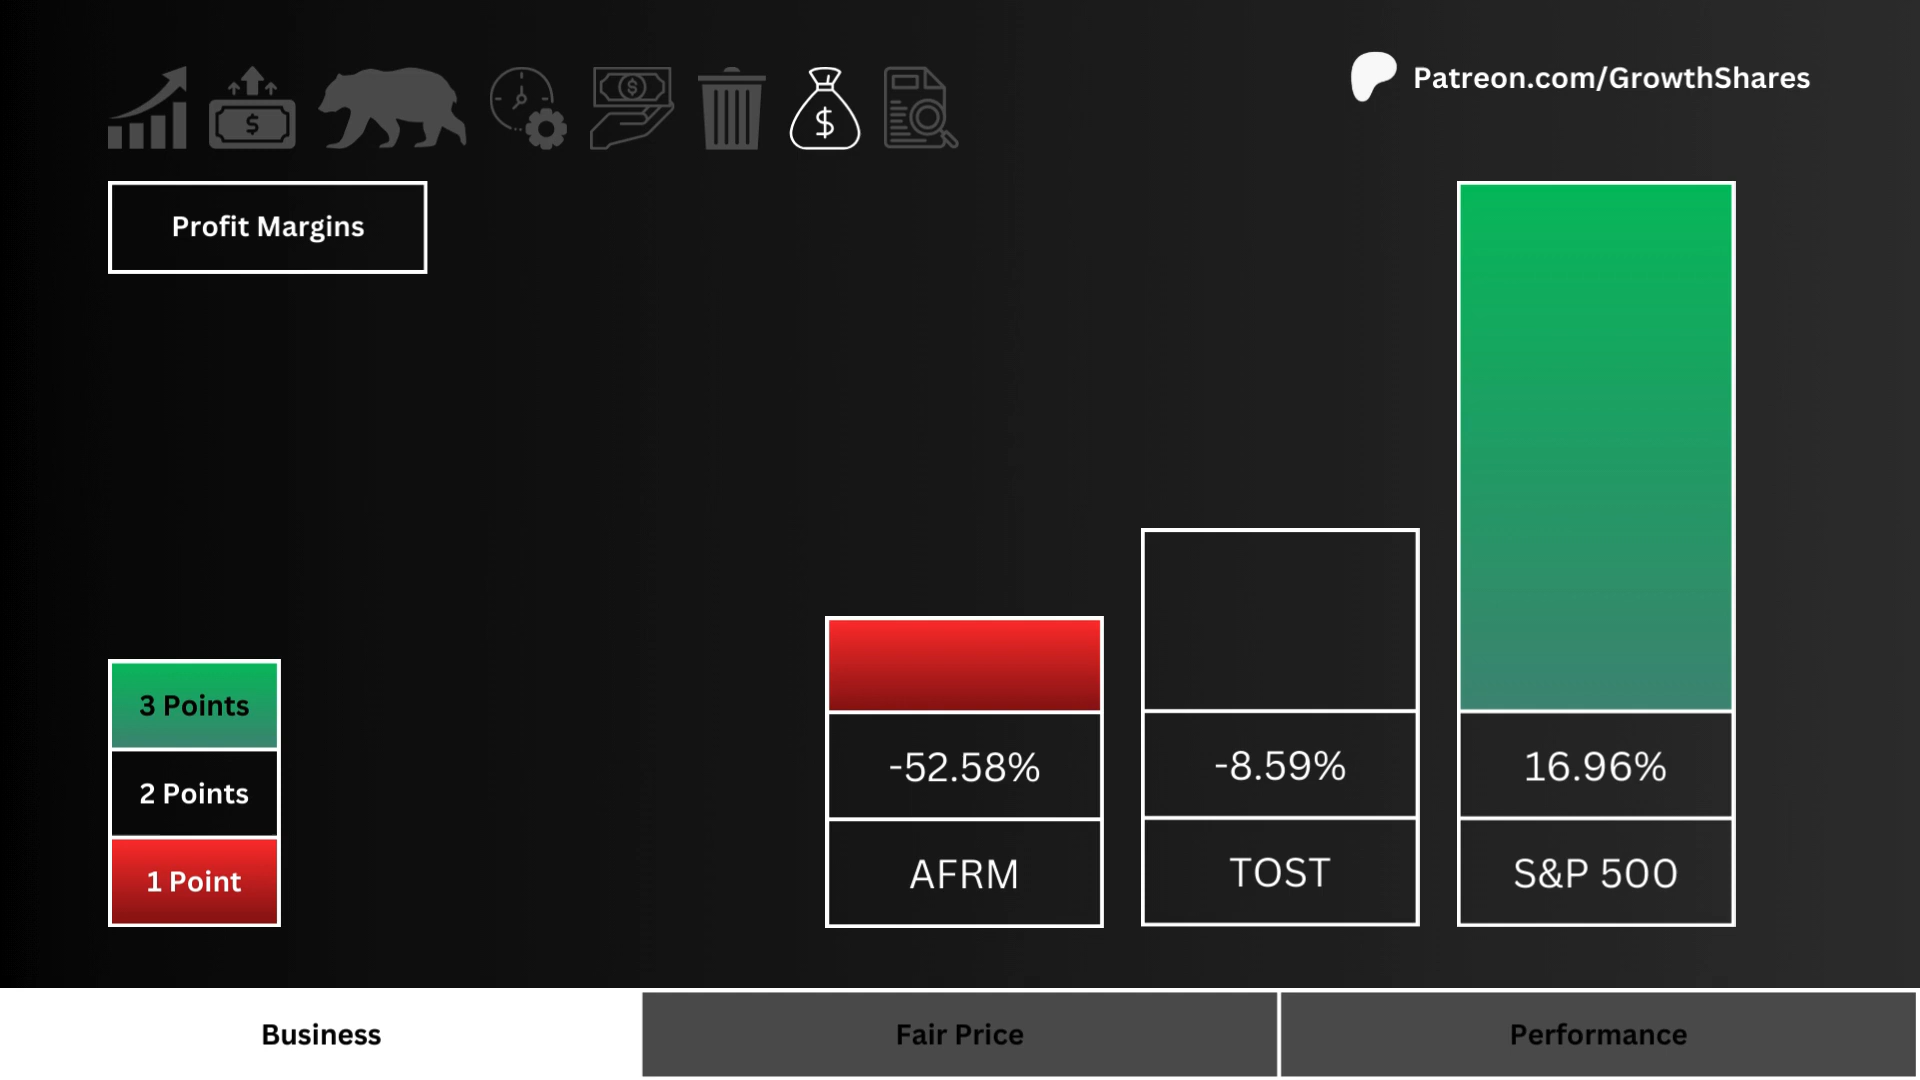 Patreon.com/GrowthShares
$
$
$
Profit Margins
3 Points
2 Points
1 Point
-52.58%
-8.59%
16.96%
AFRM
TOST
S&P 500
Business
Fair Price
Performance